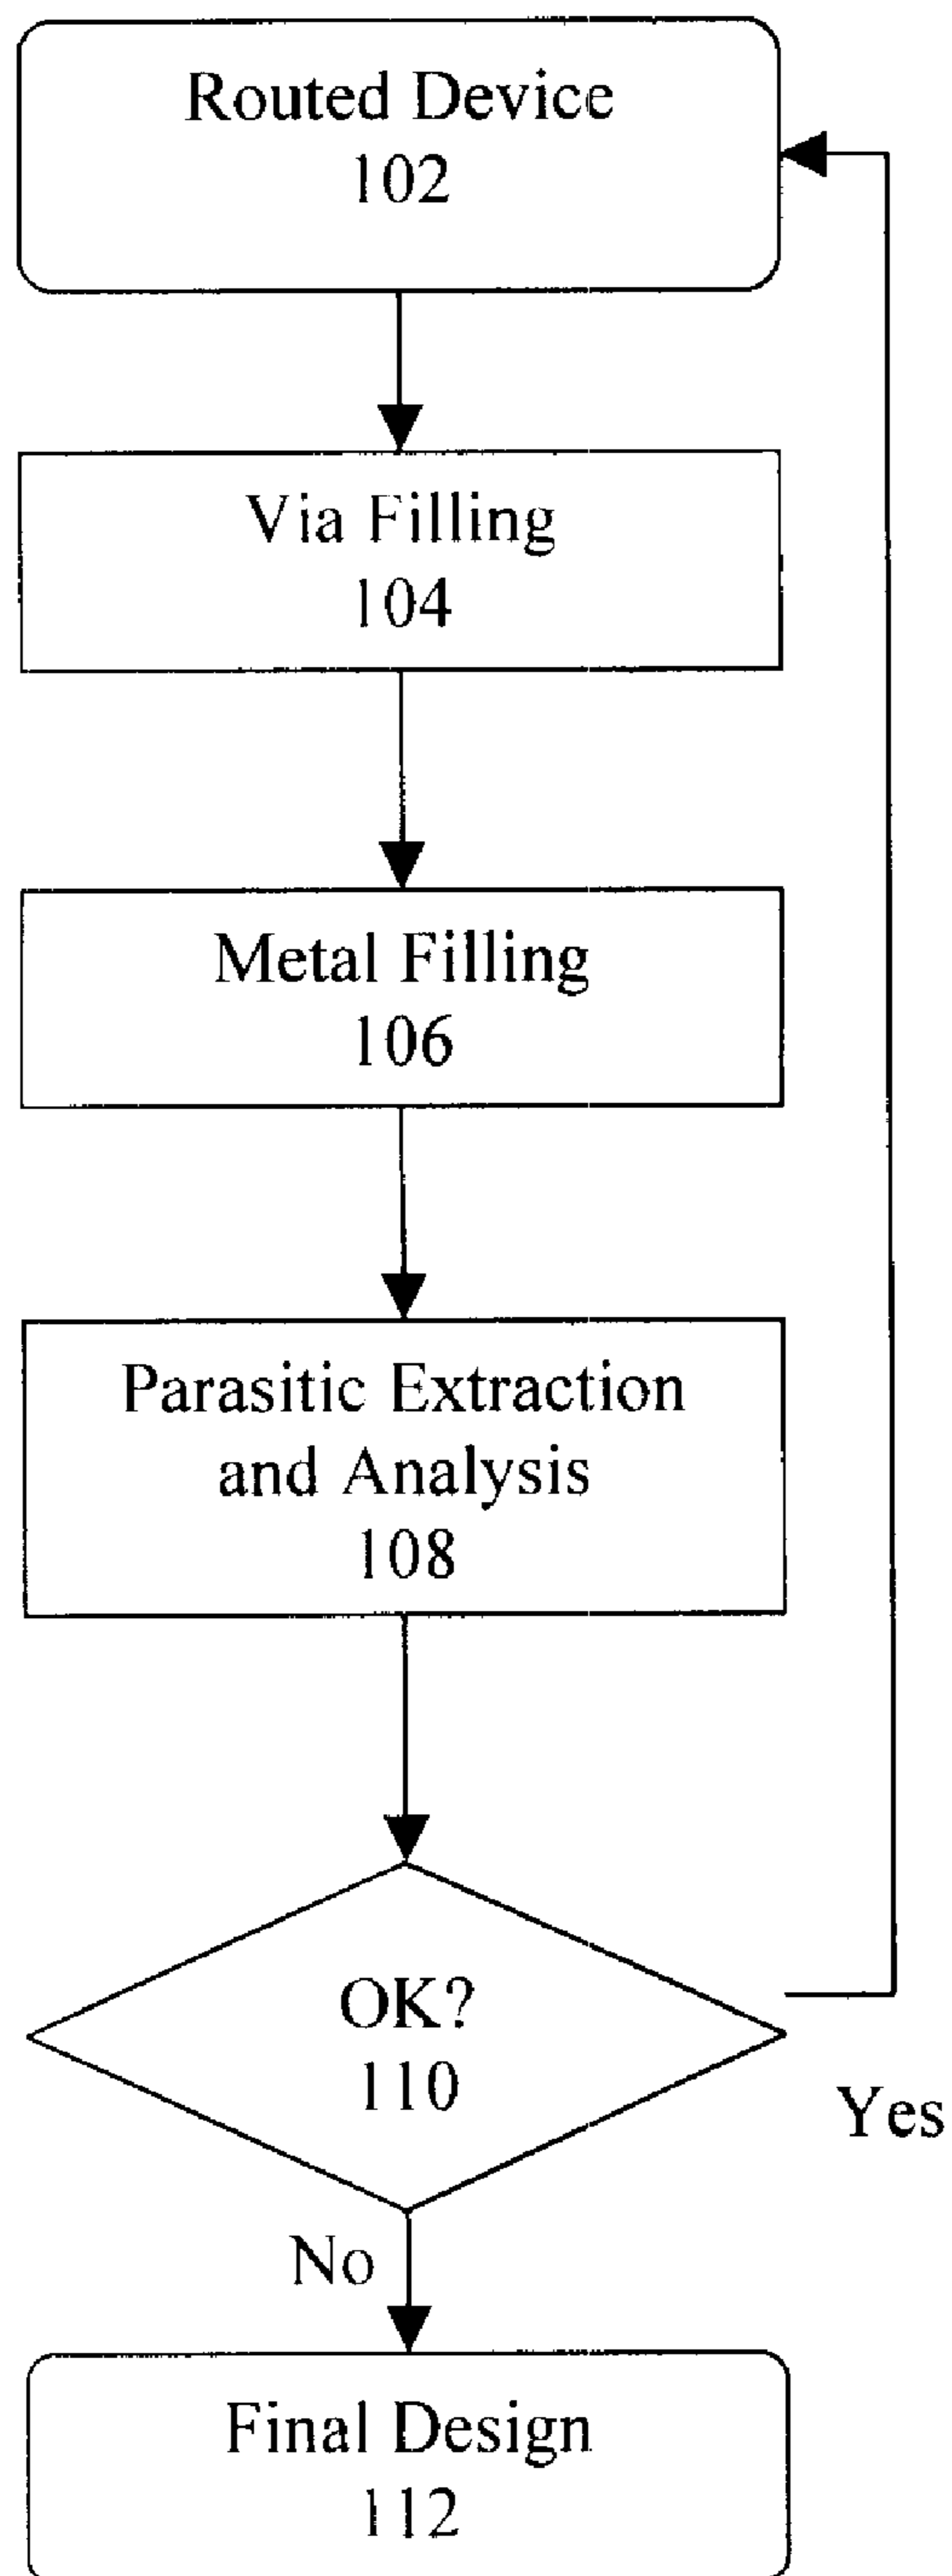 Routed Device
102
Via Filling
104
Metal Filling
106
Parasitic Extraction
and Analysis
108
OK?
110
Yes
No
Final Design
112